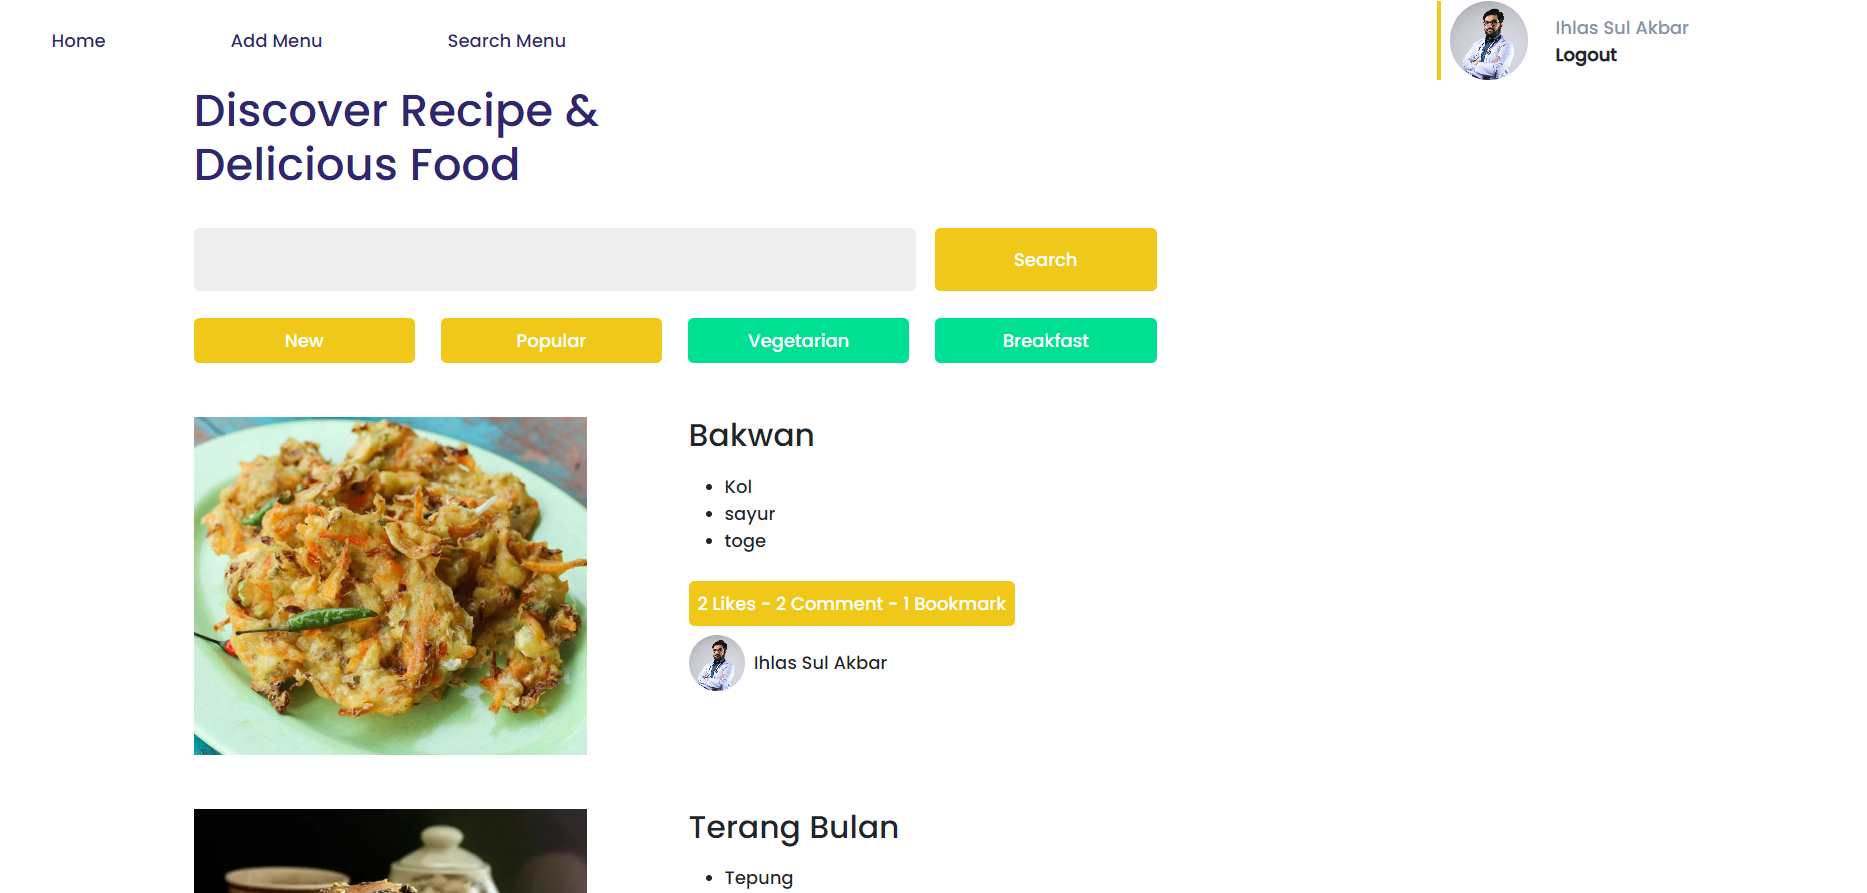 Home
Add Menu
Search Menu
Ihlas Sul Akbar
Logout
Discover Recipe &
Delicious Food
Search
New
Popular
Vegetarian
Breakfast
Bakwan
Kol
sayur
toge
2 Likes - 2 Comment - 1 Bookmark
Ihlas Sul Akbar
Terang Bulan
Tepung